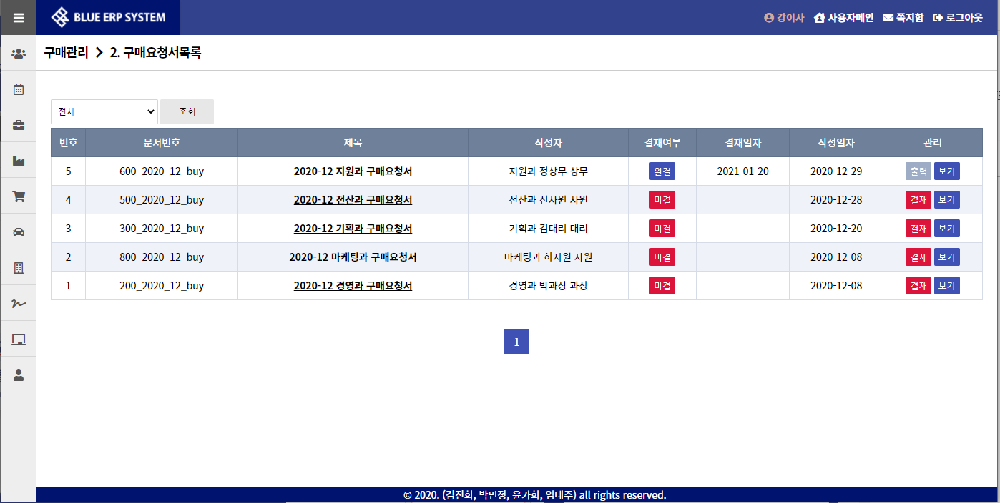 BLUE ERP SYSTEM 강이사 사용자메인 쪽지함 로그아웃
구매관리 2. 구매요청서목록
전체 조회
번호 문서번호 제목 작성자 결재여부 결재일자 작성일자 관리
5 600_2020_12_buy 2020-12 지원과 구매요청서 지원과 정상무 상무 완결 2021-01-20 2020-12-29 출력 보기
4 500_2020_12_buy 2020-12 전산과 구매요청서 전산과 신사원 사원 미결 2020-12-28 결재 보기
3 300_2020_12_buy 2020-12 기획과 구매요청서 기획과 김대리 대리 미결 2020-12-20 결재 보기
2 800_2020_12_buy 2020-12 마케팅과 구매요청서 마케팅과 하사원 사원 미결 2020-12-08 결재 보기
1 200_2020_12_buy 2020-12 경영과 구매요청서 경영과 박과장 과장 미결 2020-12-08 결재 보기
1
© 2020. (김진희, 박민정, 윤가희, 임태주) all rights reserved.